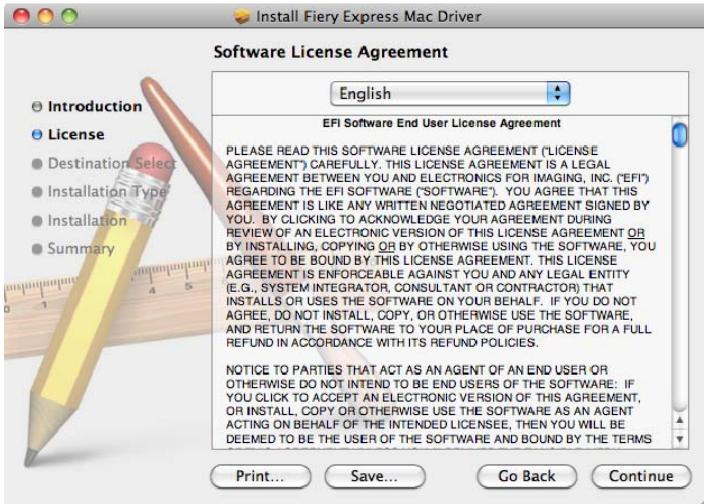 Install Fiery Express Mac Driver
Software License Agreement
Introduction
License
Destination Select
Installation Type
Installation
Summary
English
EFI Software End User License Agreement
PLEASE READ THIS SOFTWARE LICENSE AGREEMENT ("LICENSE
AGREEMENT") CAREFULLY. THIS LICENSE AGREEMENT IS A LEGAL
AGREEMENT BETWEEN YOU AND ELECTRONICS FOR IMAGING, INC. ("EFI")
REGARDING THE EFI SOFTWARE ("SOFTWARE"). YOU AGREE THAT THIS
AGREEMENT IS LIKE ANY WRITTEN NEGOTIATED AGREEMENT SIGNED BY
YOU. BY CLICKING TO ACKNOWLEDGE YOUR AGREEMENT DURING
REVIEW OF AN ELECTRONIC VERSION OF THIS LICENSE AGREEMENT OR
BY INSTALLING, COPYING OR BY OTHERWISE USING THE SOFTWARE, YOU
AGREE TO BE BOUND BY THIS LICENSE AGREEMENT. THIS LICENSE
AGREEMENT IS ENFORCEABLE AGAINST YOU AND ANY LEGAL ENTITY
(E.G., SYSTEM INTEGRATOR, CONSULTANT OR CONTRACTOR) THAT
INSTALLS OR USES THE SOFTWARE ON YOUR BEHALF. IF YOU DO NOT
AGREE, DO NOT INSTALL, COPY, OR OTHERWISE USE THE SOFTWARE,
AND RETURN THE SOFTWARE TO YOUR PLACE OF PURCHASE FOR A FULL
REFUND IN ACCORDANCE WITH ITS REFUND POLICIES.
NOTICE TO PARTIES THAT ACT AS AN AGENT OF AN END USER OR
OTHERWISE DO NOT INTEND TO BE END USERS OF THE SOFTWARE: IF
YOU CLICK TO ACCEPT AN ELECTRONIC VERSION OF THIS AGREEMENT,
OR INSTALL, COPY OR OTHERWISE USE THE SOFTWARE AS AN AGENT
ACTING ON BEHALF OF THE INTENDED LICENSEE, THEN YOU WILL BE
DEEMED TO BE THE USER OF THE SOFTWARE AND BOUND BY THE TERMS
Print... Save... Go Back Continue